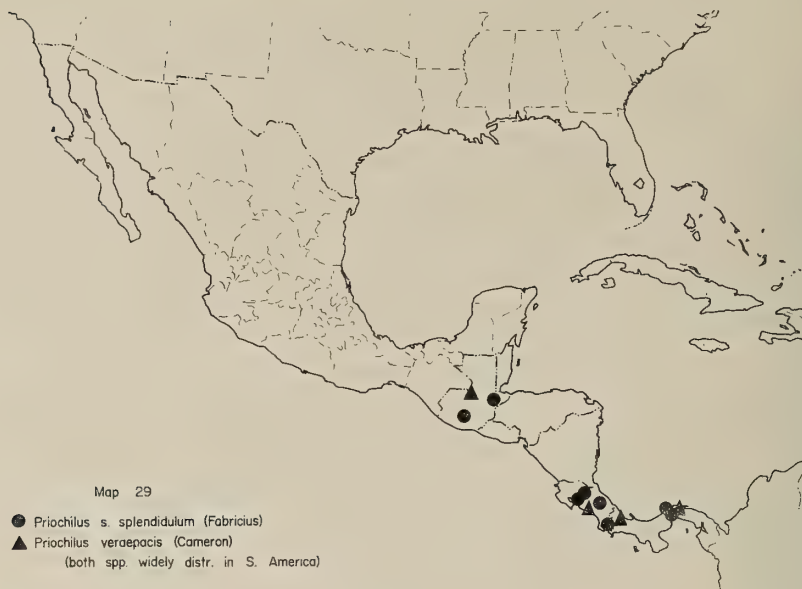 Map 29
Priochilus s. splendidulum (Fabricius)
Priochilus veraepacis (Cameron)
(both spp. widely distr. in S. America)